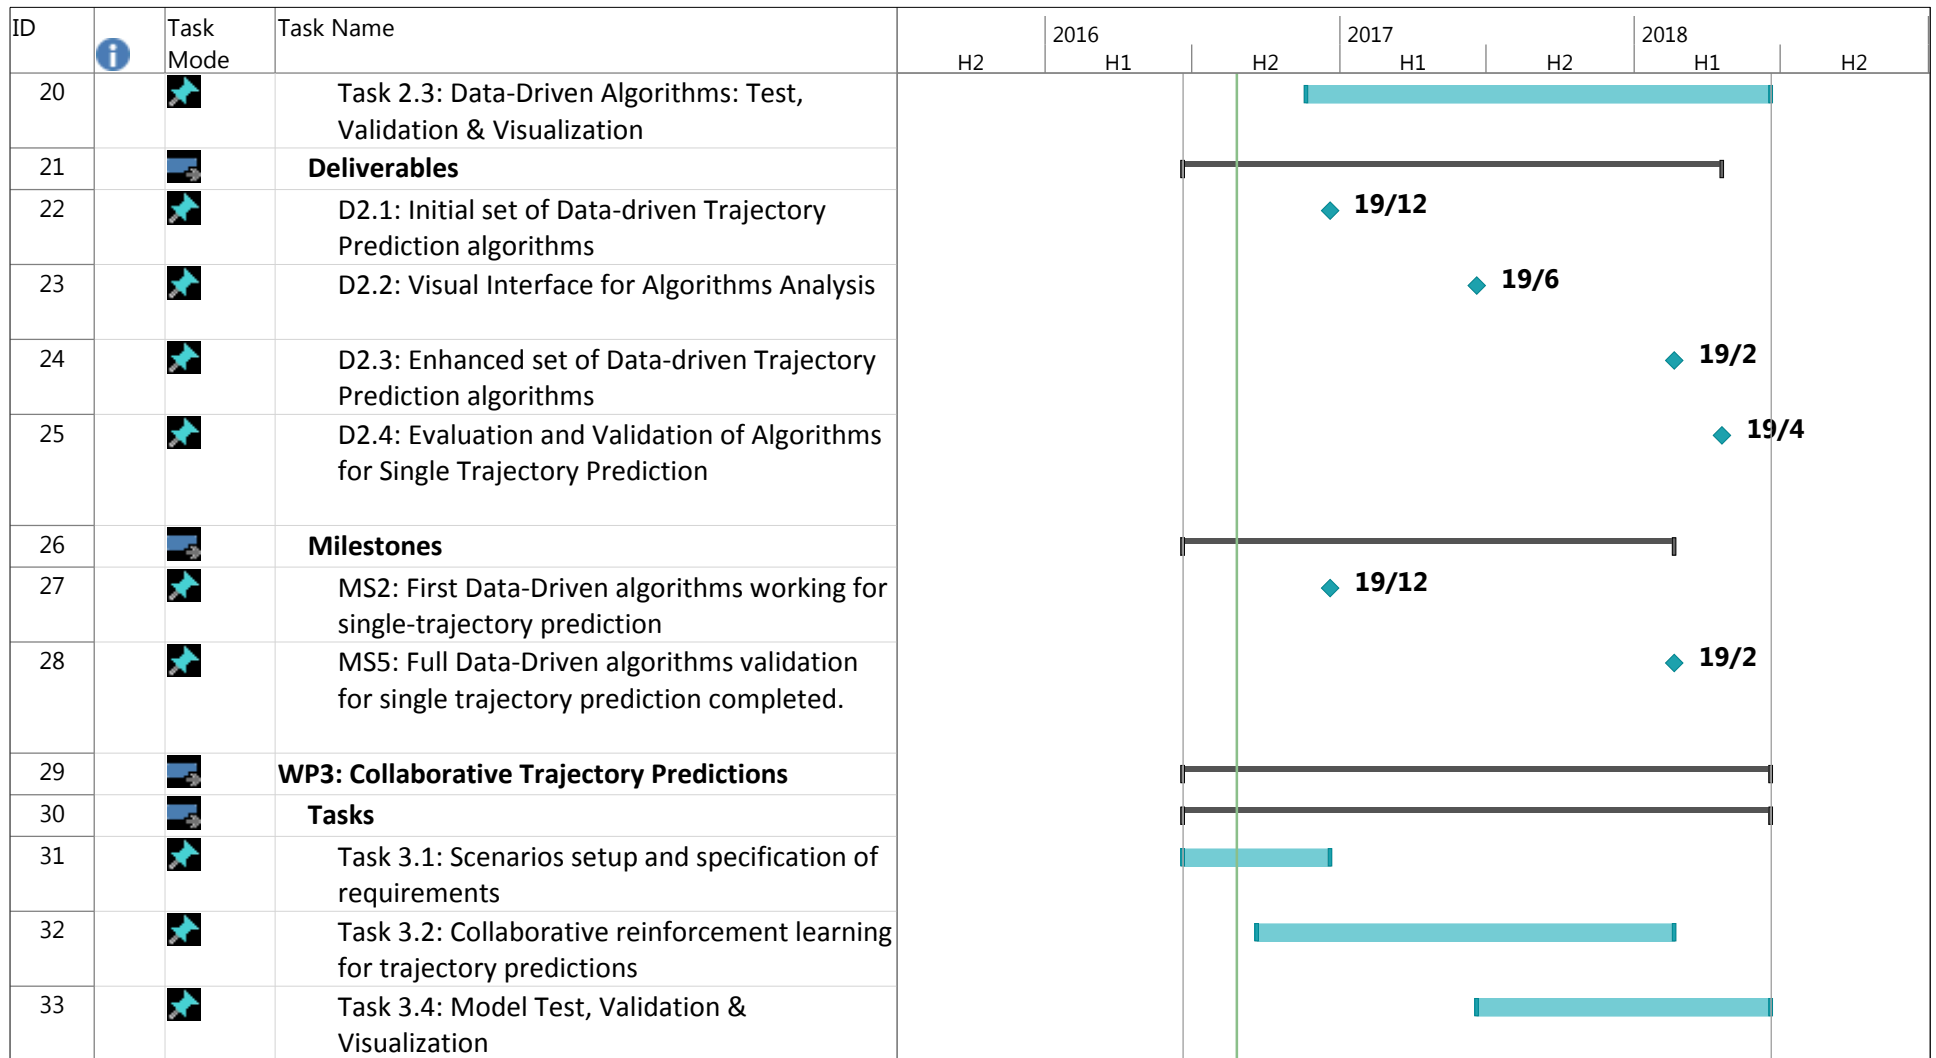 ID
Task
Mode
Task Name
2016
2017
2018
H2
H1
H2
H1
H2
H1
H2
20
Task 2.3: Data-Driven Algorithms: Test,
Validation & Visualization
21
Deliverables
22
D2.1: Initial set of Data-driven Trajectory
Prediction algorithms
19/12
23
D2.2: Visual Interface for Algorithms Analysis
19/6
24
D2.3: Enhanced set of Data-driven Trajectory
Prediction algorithms
19/2
25
D2.4: Evaluation and Validation of Algorithms
for Single Trajectory Prediction
19/4
26
Milestones
27
MS2: First Data-Driven algorithms working for
single-trajectory prediction
19/12
28
MS5: Full Data-Driven algorithms validation
for single trajectory prediction completed.
19/2
29
WP3: Collaborative Trajectory Predictions
30
Tasks
31
Task 3.1: Scenarios setup and specification of
requirements
32
Task 3.2: Collaborative reinforcement learning
for trajectory predictions
33
Task 3.4: Model Test, Validation &
Visualization